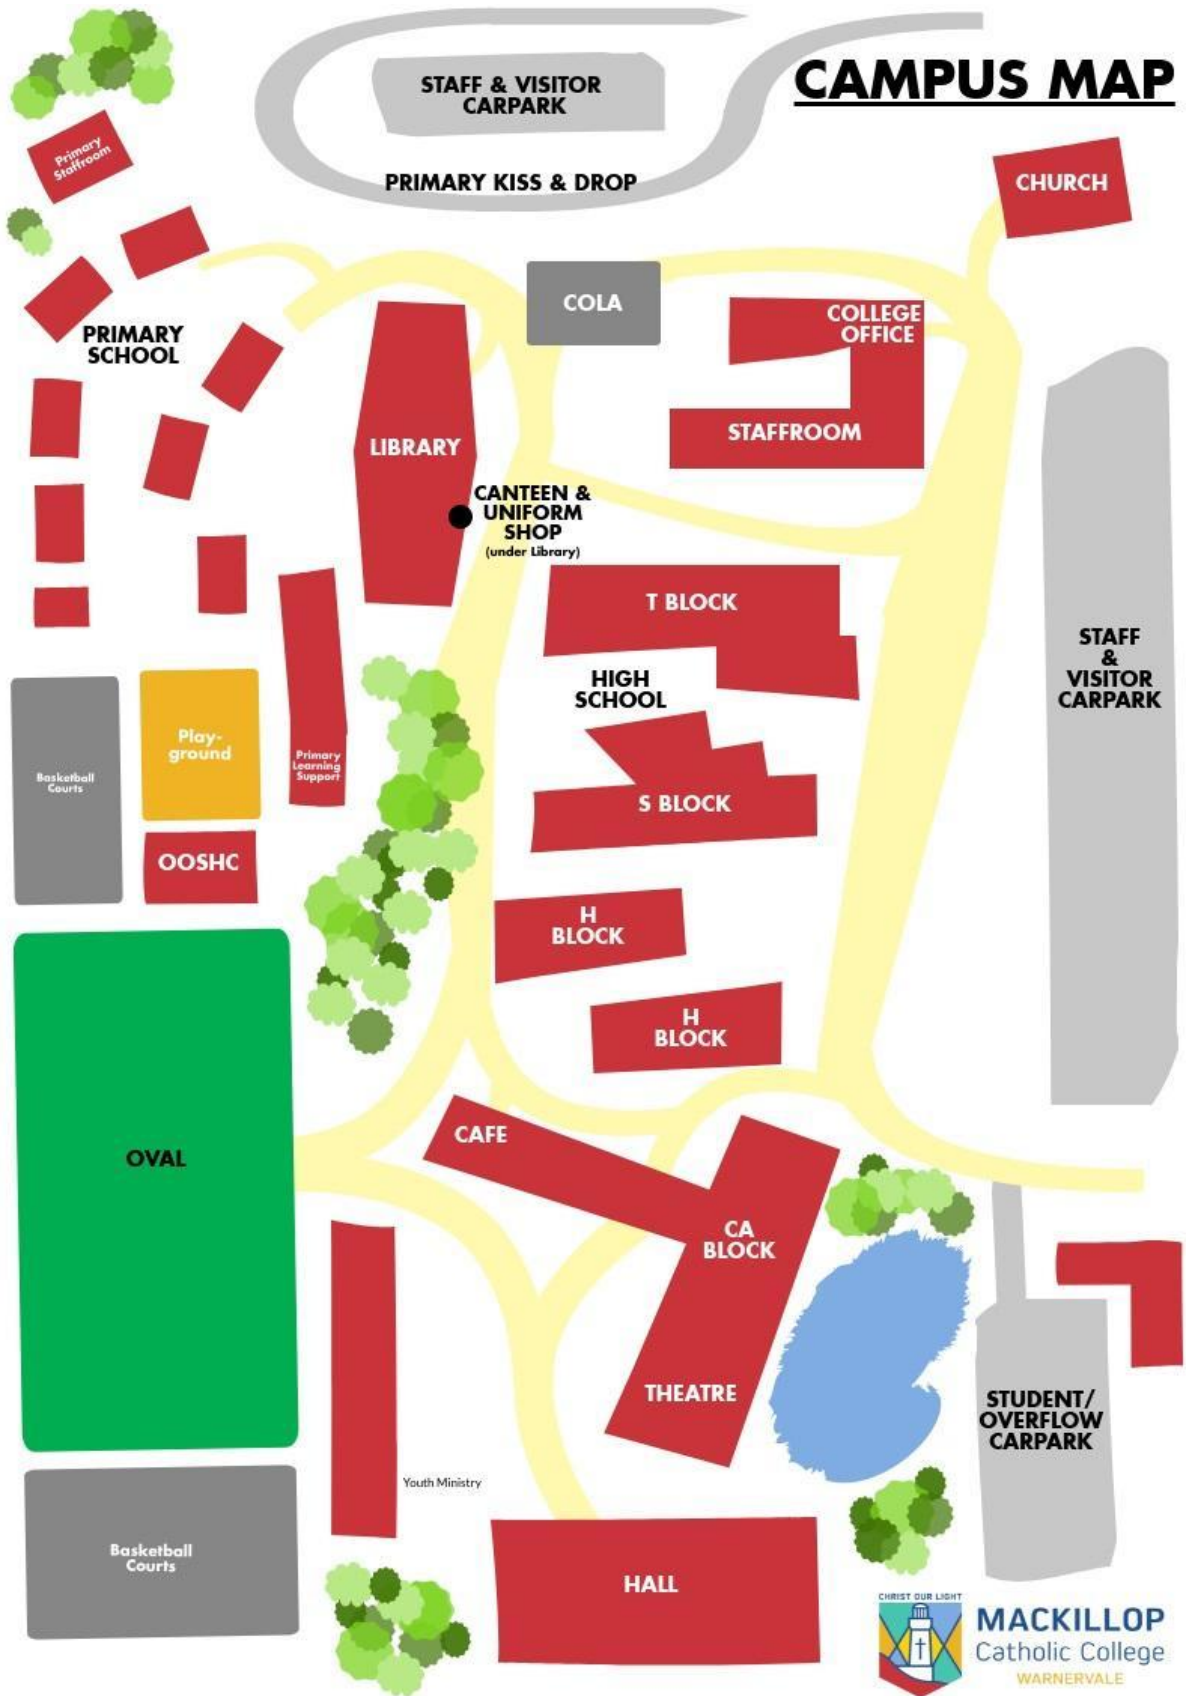 CAMPUS MAP
STAFF & VISITOR
CARPARK
PRIMARY KISS & DROP
Primary
Staffroom
CHURCH
COLA
COLLEGE
OFFICE
PRIMARY
SCHOOL
LIBRARY
STAFFROOM
CANTEEN &
UNIFORM
SHOP
(under Library)
T BLOCK
HIGH
SCHOOL
STAFF
&
VISITOR
CARPARK
Basketball
Courts
Play-
ground
Primary
Learning
Support
S BLOCK
OOSHC
H
BLOCK
H
BLOCK
OVAL
CAFE
CA
BLOCK
THEATRE
STUDENT/
OVERFLOW
CARPARK
Youth Ministry
Basketball
Courts
HALL
CHRIST OUR LIGHT
MACKILLOP
Catholic College
WARNERVALE